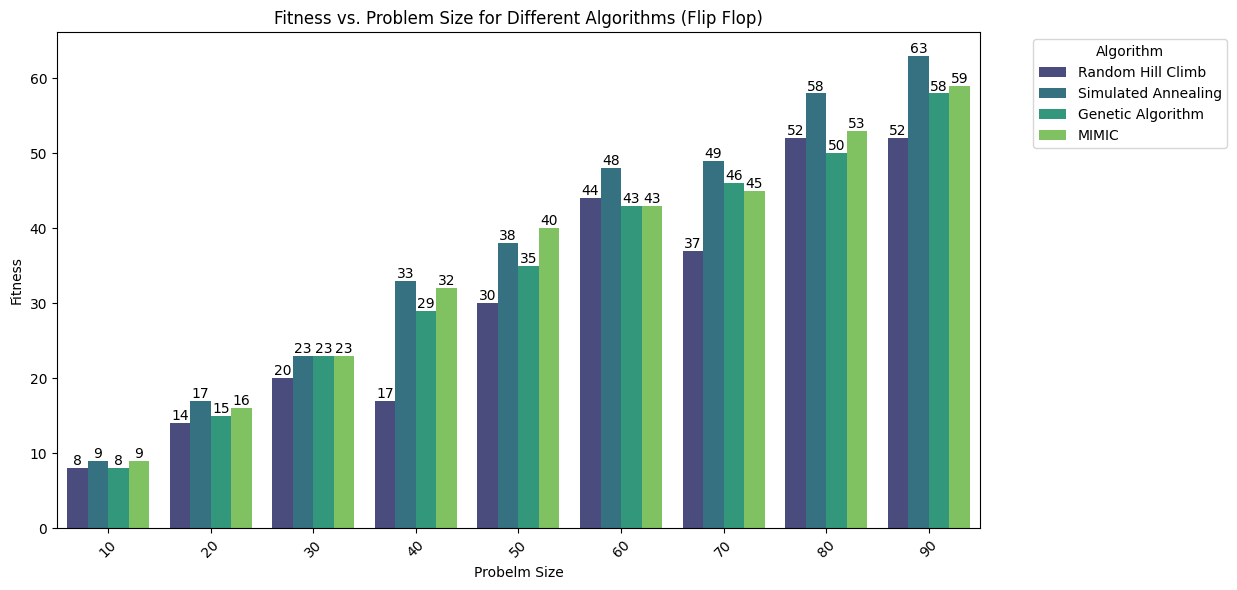 Fitness vs. Problem Size for Different Algorithms (Flip Flop)
Algorithm
Random Hill Climb
Simulated Annealing
Genetic Algorithm
MIMIC
Fitness
60
50
40
30
20
10
0
8 9 8 9
14 17 15 16
20 23 23 23
17 33 29 32
30 38 35 40
44 48 43 43
37 49 46 45
52 58 50 53
52 63 58 59
10 20 30 40 50 60 70 80 90
Probelm Size